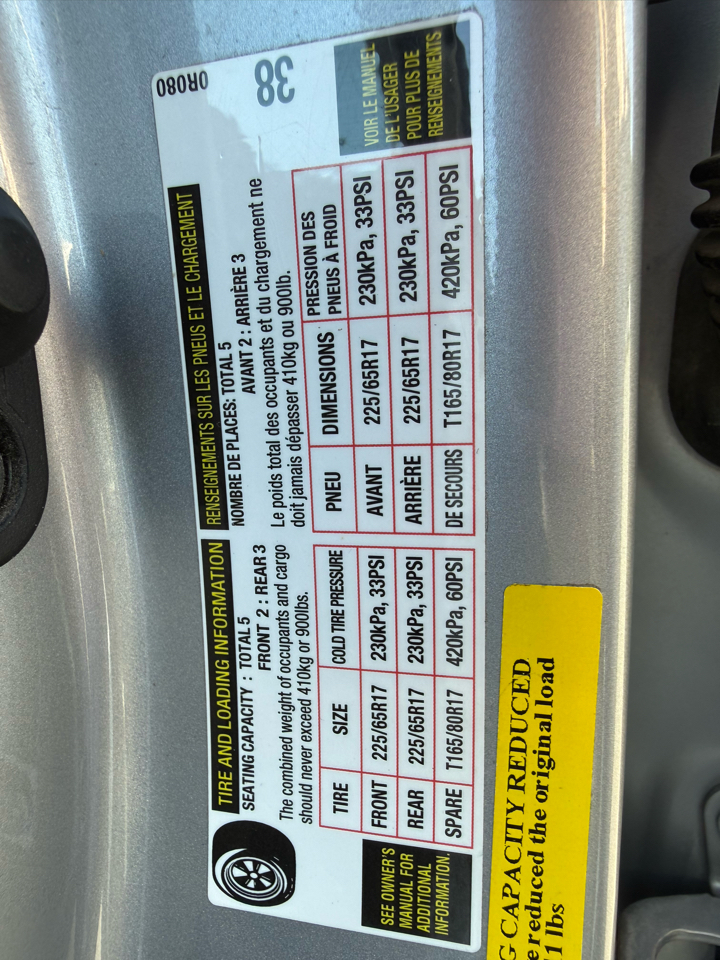 TIRE AND LOADING INFORMATION
SEATING CAPACITY : TOTAL 5
FRONT 2 : REAR 3
The combined weight of occupants and cargo
should never exceed 410kg or 900lbs.
TIRE SIZE COLD TIRE PRESSURE
FRONT 225/65R17 230kPa, 33PSI
REAR 225/65R17 230kPa, 33PSI
SPARE T165/80R17 420kPa, 60PSI
SEE OWNER'S
MANUAL FOR
ADDITIONAL
INFORMATION.
RENSEIGNEMENTS SUR LES PNEUS ET LE CHARGEMENT
NOMBRE DE PLACES: TOTAL 5
AVANT 2 : ARRIÈRE 3
Le poids total des occupants et du chargement ne
doit jamais dépasser 410kg ou 900lb.
PNEU DIMENSIONS PRESSION DES
PNEUS À FROID
AVANT 225/65R17 230kPa, 33PSI
ARRIÈRE 225/65R17 230kPa, 33PSI
DE SECOURS T165/80R17 420kPa, 60PSI
VOIR LE MANUEL
DE L'USAGER
POUR PLUS DE
RENSEIGNEMENTS
0R080
38
G CAPACITY REDUCED
e reduced the original load
1 lbs